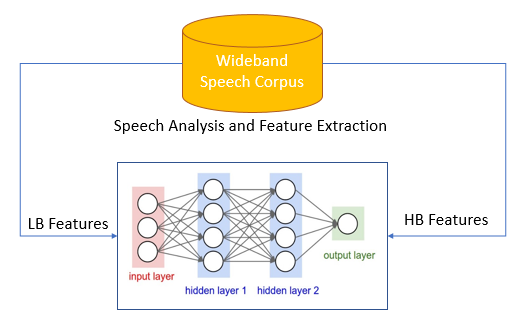 Wideband
Speech Corpus
Speech Analysis and Feature Extraction
LB Features
HB Features
input layer
hidden layer 1
hidden layer 2
output layer